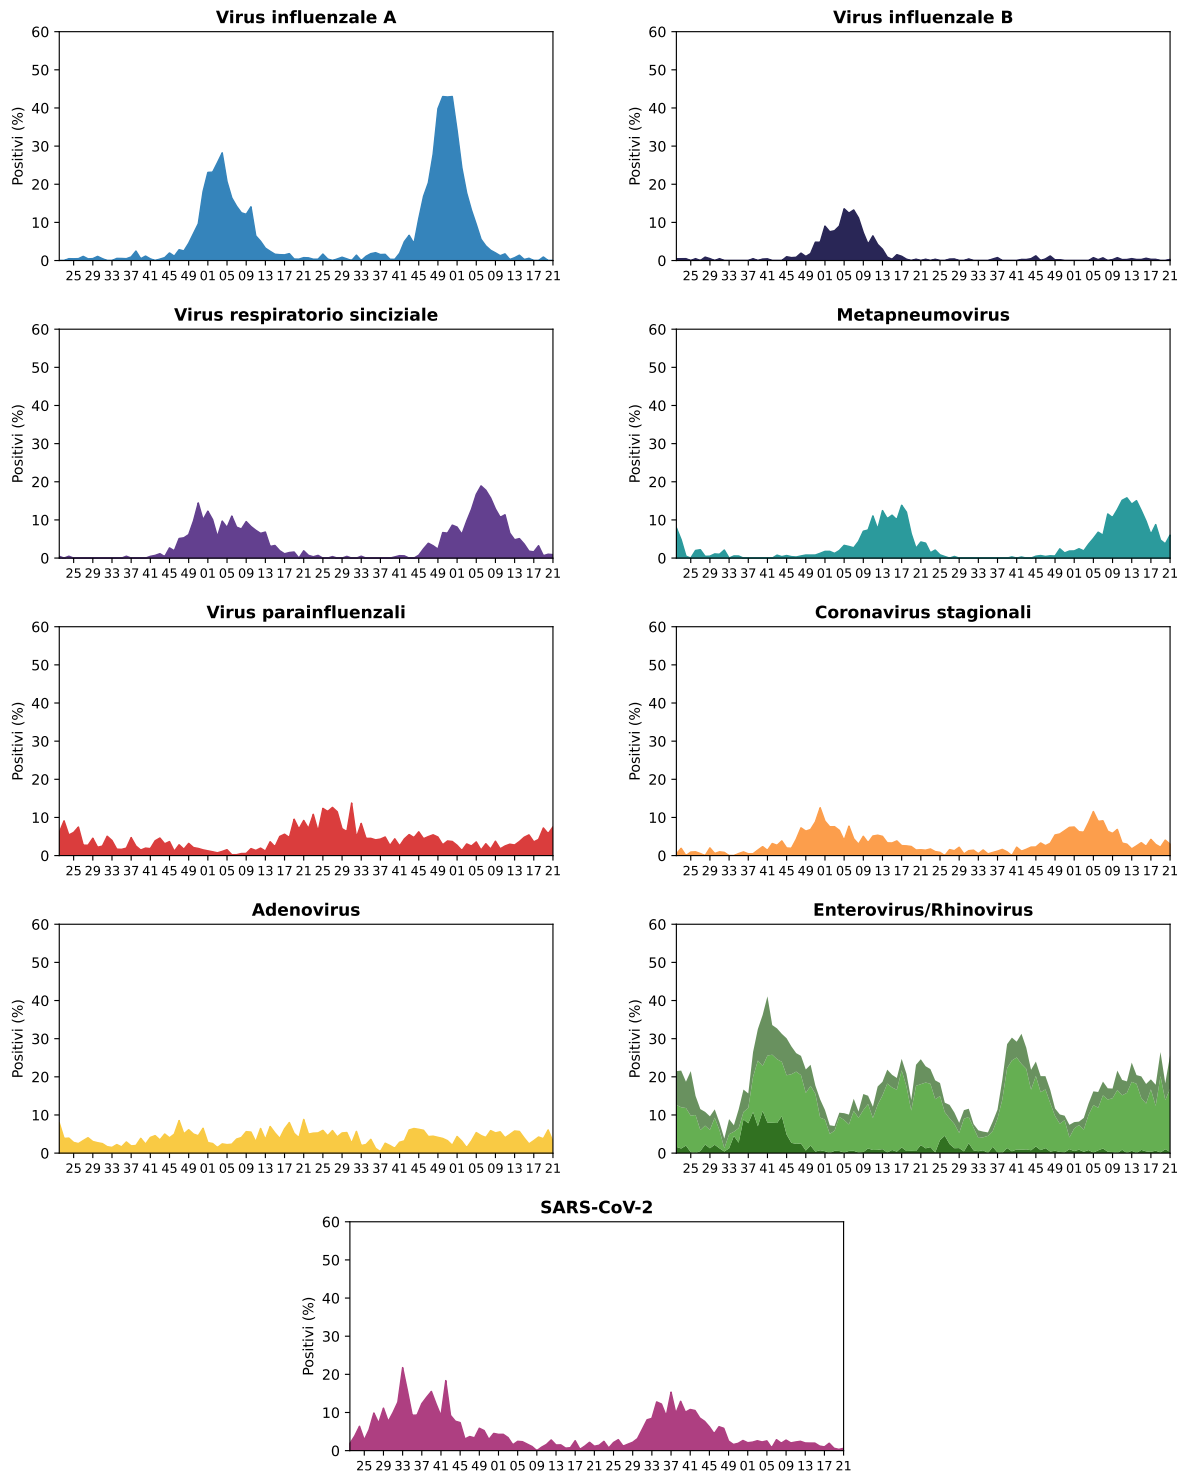 Virus influenzale A
60
50
40
30
20
10
0
Positivi (%)
25 29 33 37 41 45 49 01 05 09 13 17 21 25 29 33 37 41 45 49 01 05 09 13 17 21
Virus influenzale B
60
50
40
30
20
10
0
Positivi (%)
25 29 33 37 41 45 49 01 05 09 13 17 21 25 29 33 37 41 45 49 01 05 09 13 17 21
Virus respiratorio sinciziale
60
50
40
30
20
10
0
Positivi (%)
25 29 33 37 41 45 49 01 05 09 13 17 21 25 29 33 37 41 45 49 01 05 09 13 17 21
Metapneumovirus
60
50
40
30
20
10
0
Positivi (%)
25 29 33 37 41 45 49 01 05 09 13 17 21 25 29 33 37 41 45 49 01 05 09 13 17 21
Virus parainfluenzali
60
50
40
30
20
10
0
Positivi (%)
25 29 33 37 41 45 49 01 05 09 13 17 21 25 29 33 37 41 45 49 01 05 09 13 17 21
Coronavirus stagionali
60
50
40
30
20
10
0
Positivi (%)
25 29 33 37 41 45 49 01 05 09 13 17 21 25 29 33 37 41 45 49 01 05 09 13 17 21
Adenovirus
60
50
40
30
20
10
0
Positivi (%)
25 29 33 37 41 45 49 01 05 09 13 17 21 25 29 33 37 41 45 49 01 05 09 13 17 21
Enterovirus/Rhinovirus
60
50
40
30
20
10
0
Positivi (%)
25 29 33 37 41 45 49 01 05 09 13 17 21 25 29 33 37 41 45 49 01 05 09 13 17 21
SARS-CoV-2
60
50
40
30
20
10
0
Positivi (%)
25 29 33 37 41 45 49 01 05 09 13 17 21 25 29 33 37 41 45 49 01 05 09 13 17 21